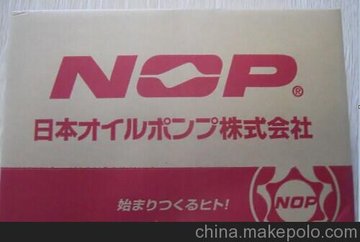 NOP®
日本オイルポンプ株式会社
始まりつくるヒト!
NOP
china.makepolo.com